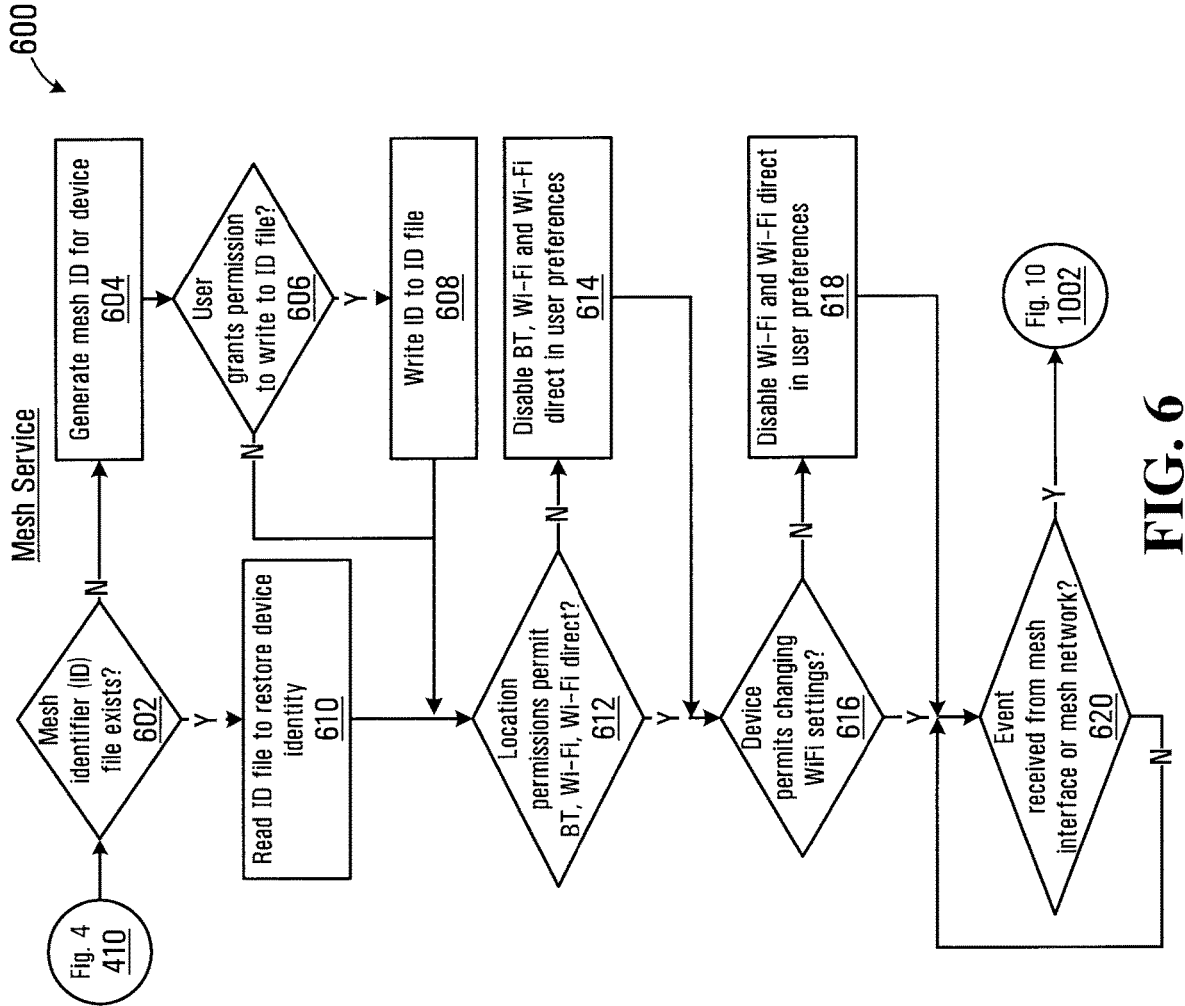 600
Mesh Service
Fig. 4
410
Mesh
identifier (ID)
file exists?
602
N
Generate mesh ID for device
604
Y
User
grants permission
to write to ID file?
606
N
Y
Read ID file to restore device
identity
610
Write ID to ID file
608
Location
permissions permit
BT, Wi-Fi, Wi-Fi direct?
612
N
Disable BT, Wi-Fi and Wi-Fi
direct in user preferences
614
Y
Device
permits changing
WiFi settings?
616
N
Disable Wi-Fi and Wi-Fi direct
in user preferences
618
Y
Event
received from mesh
interface or mesh network?
620
Y
Fig. 10
1002
N
FIG. 6